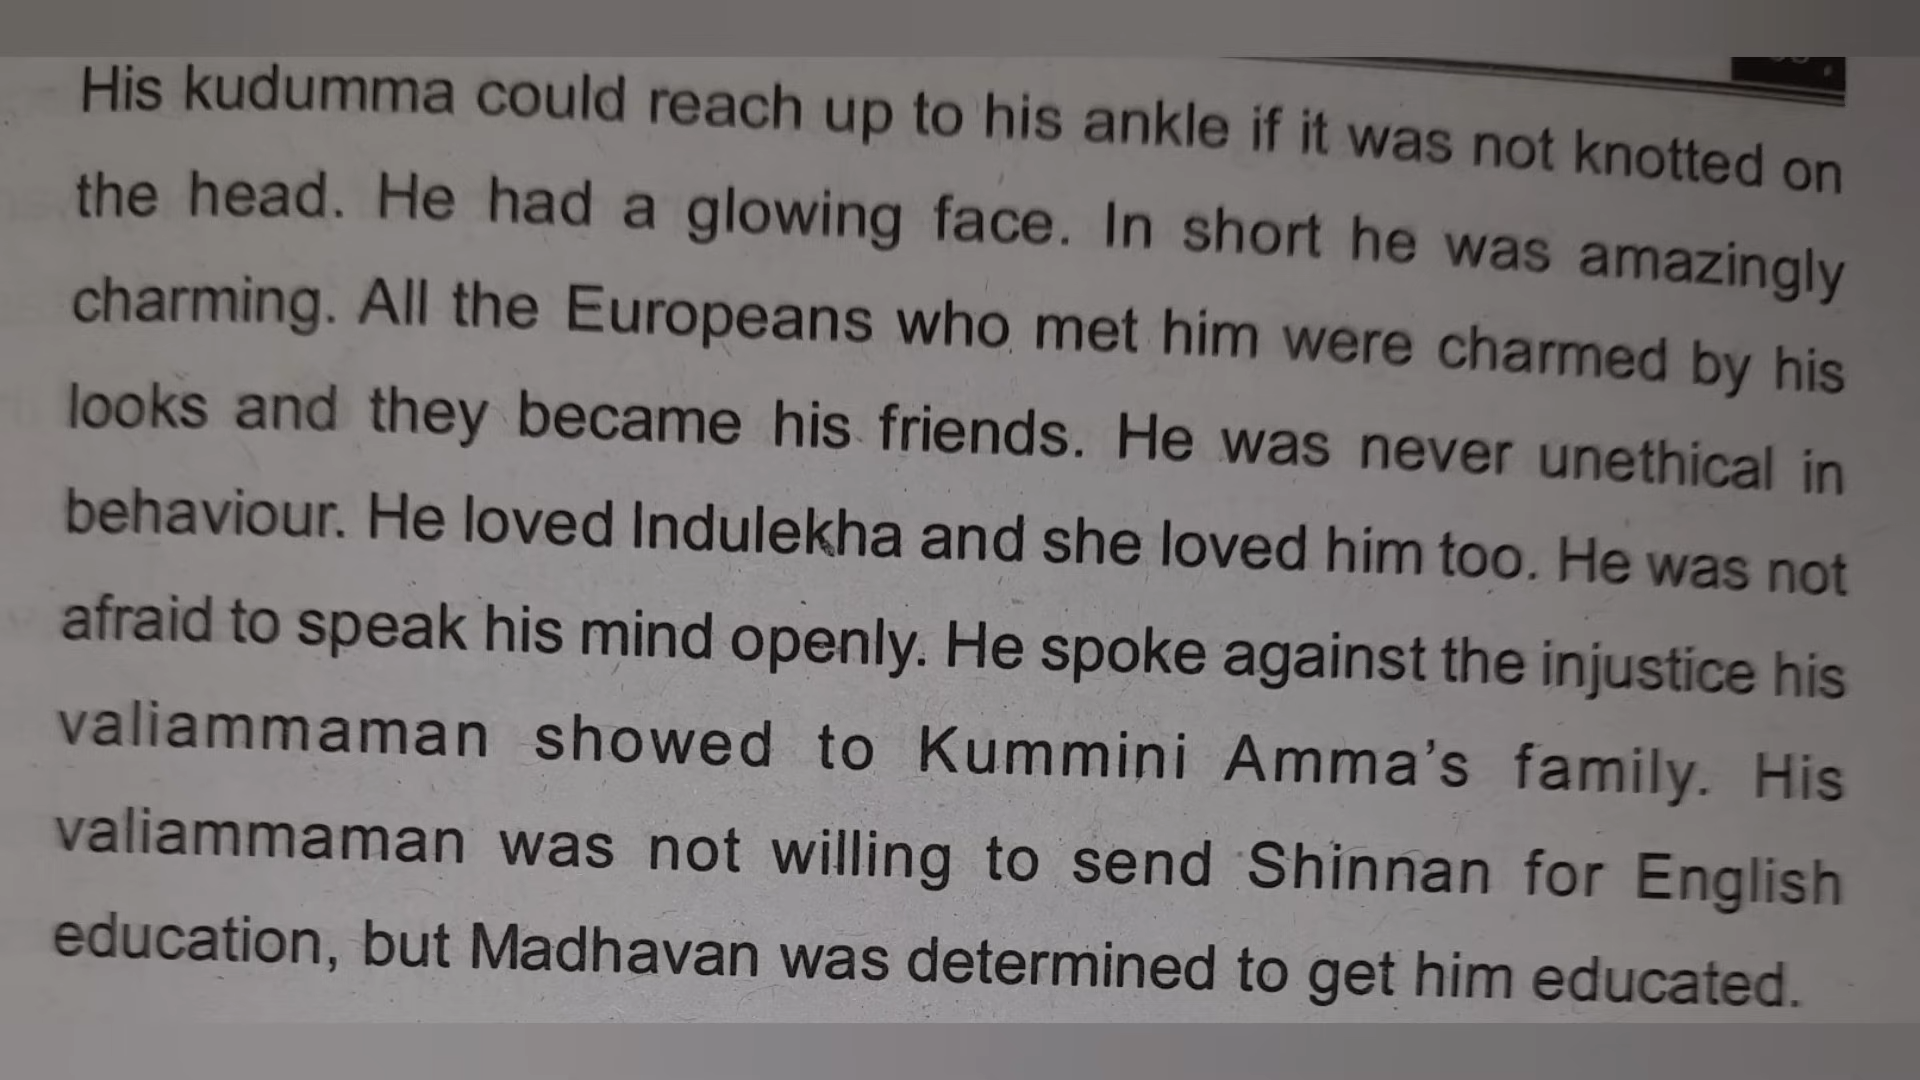 His kudumma could reach up to his ankle if it was not knotted on
the head. He had a glowing face. In short he was amazingly
charming. All the Europeans who met him were charmed by his
looks and they became his friends. He was never unethical in
behaviour. He loved Indulekha and she loved him too. He was not
afraid to speak his mind openly. He spoke against the injustice his
valiammaman showed to Kummini Amma's family. His
valiammaman was not willing to send Shinnan for English
education, but Madhavan was determined to get him educated.